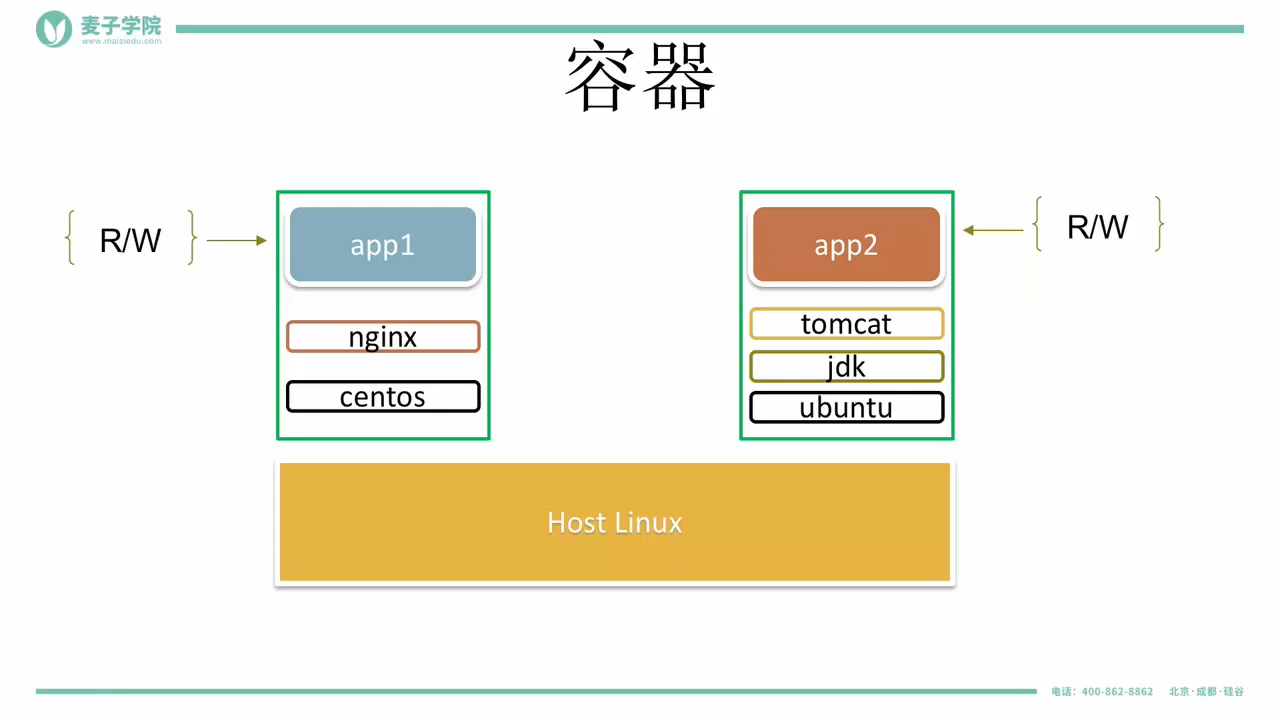 麦子学院
www.maiziedu.com
容器
R/W
app1
nginx
centos
app2
tomcat
jdk
ubuntu
R/W
Host Linux
电话：400-862-8862 北京·成都·硅谷